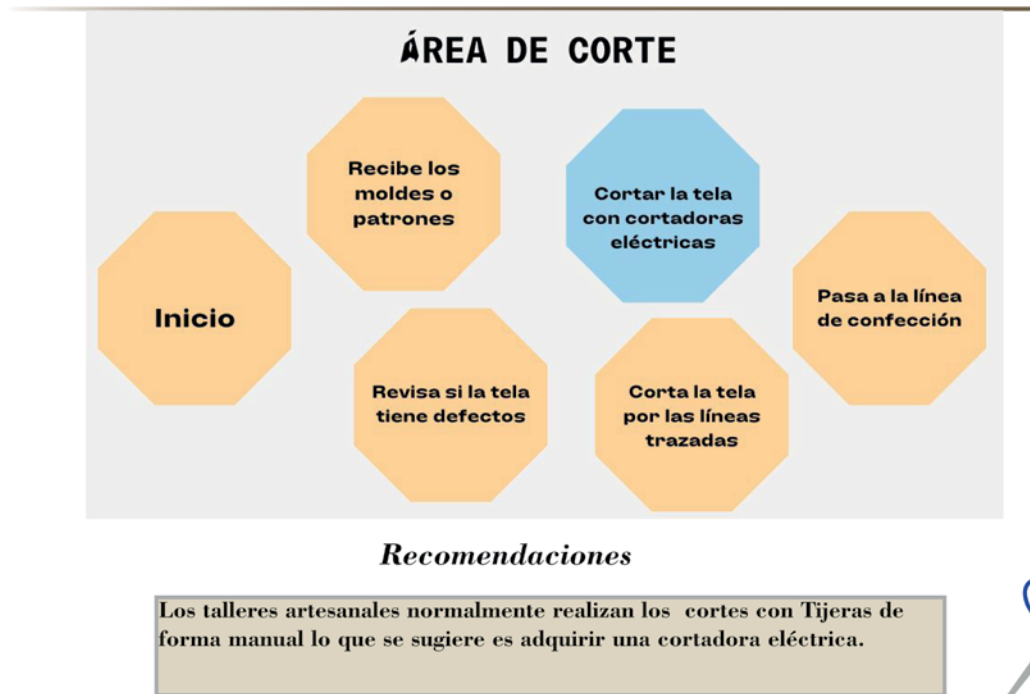 ÁREA DE CORTE
Inicio
Recibe los
moldes o
patrones
Revisa si la tela
tiene defectos
Cortar la tela
con cortadoras
eléctricas
Corta la tela
por las líneas
trazadas
Pasa a la línea
de confección
Recomendaciones
Los talleres artesanales normalmente realizan los cortes con Tijeras de
forma manual lo que se sugiere es adquirir una cortadora eléctrica.